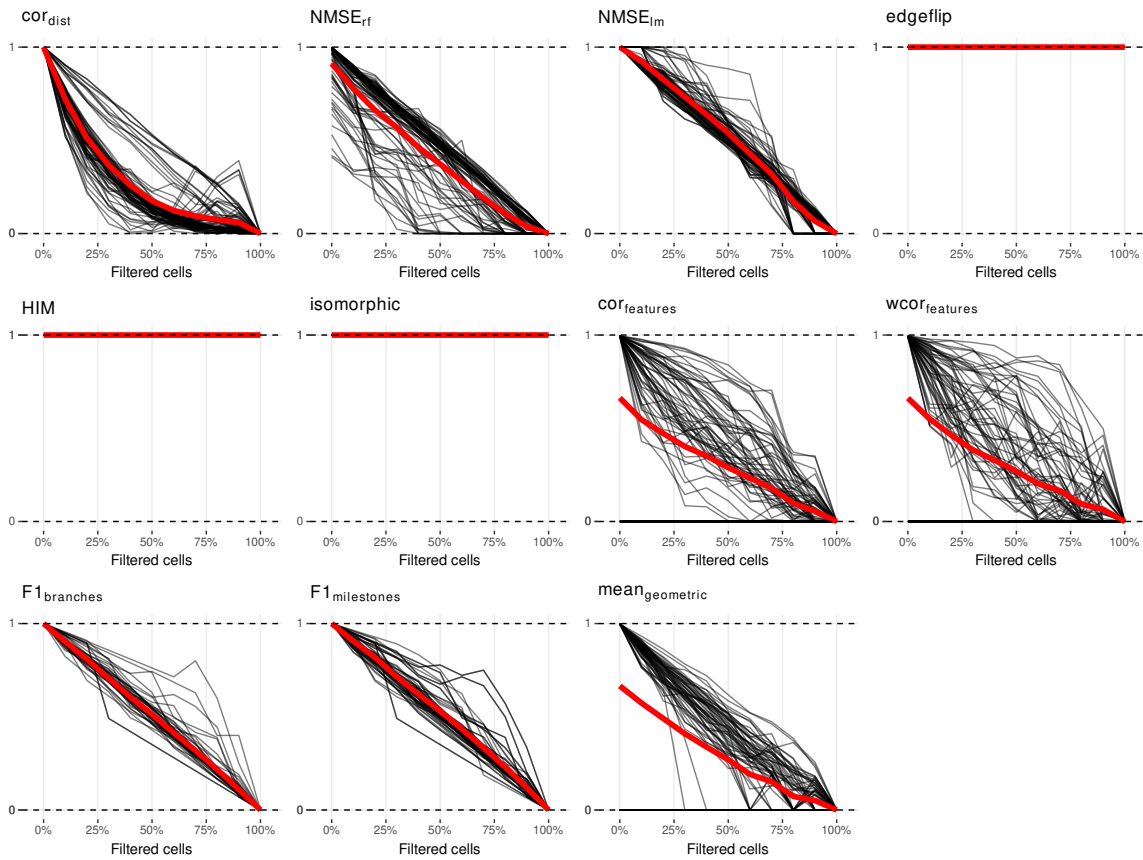 cordist NMSErf NMSElm edgeflip
1 1 1 1
0 0 0 0
0% 25% 50% 75% 100% 0% 25% 50% 75% 100% 0% 25% 50% 75% 100% 0% 25% 50% 75% 100%
Filtered cells Filtered cells Filtered cells Filtered cells
HIM isomorphic corfeatures wcorfeatures
1 1 1 1
0 0 0 0
0% 25% 50% 75% 100% 0% 25% 50% 75% 100% 0% 25% 50% 75% 100% 0% 25% 50% 75% 100%
Filtered cells Filtered cells Filtered cells Filtered cells
F1branches F1milestones meangeometric
1 1 1
0 0 0
0% 25% 50% 75% 100% 0% 25% 50% 75% 100% 0% 25% 50% 75% 100%
Filtered cells Filtered cells Filtered cells